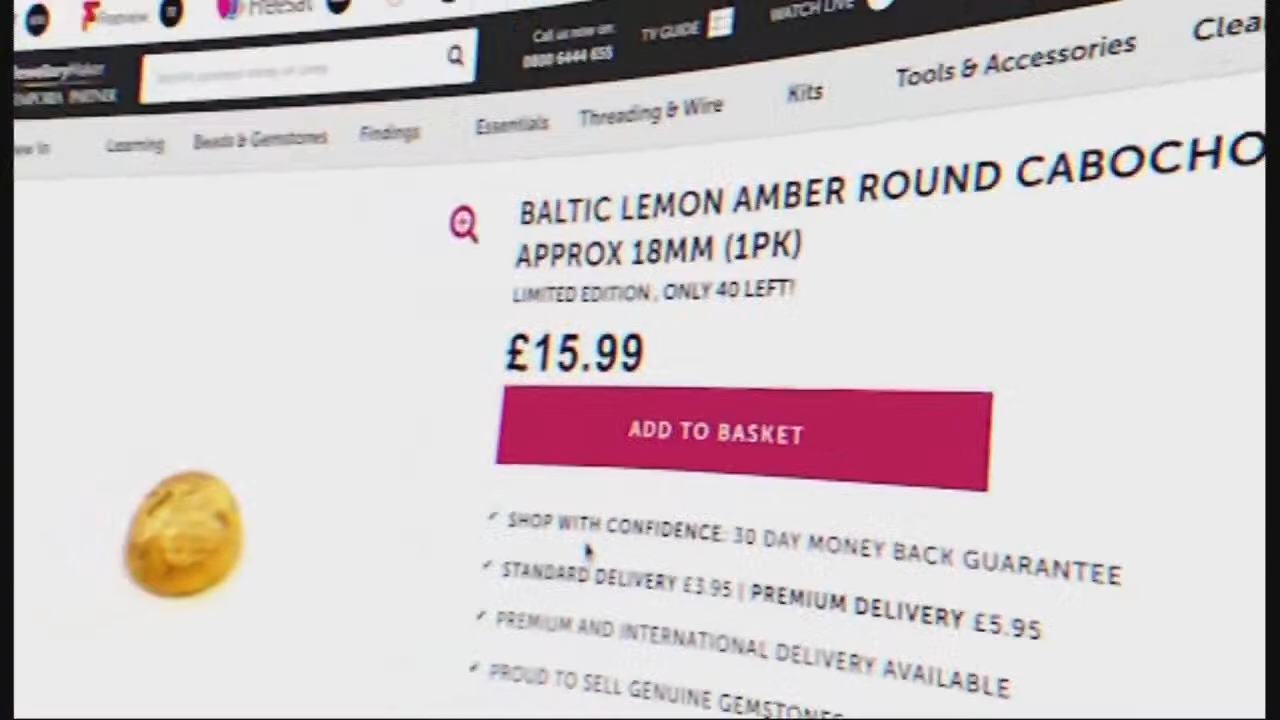 freesat
JewelleryMaker
Call us now on:
0800 6444 655
TV GUIDE
WATCH LIVE
Learning
Beads & Gemstones
Findings
Essentials
Threading & Wire
Kits
Tools & Accessories
Clea
BALTIC LEMON AMBER ROUND CABOCHO
APPROX 18MM (1PK)
LIMITED EDITION , ONLY 40 LEFT!
£15.99
ADD TO BASKET
✓ SHOP WITH CONFIDENCE: 30 DAY MONEY BACK GUARANTEE
✓ STANDARD DELIVERY £3.95 | PREMIUM DELIVERY £5.95
✓ PREMIUM AND INTERNATIONAL DELIVERY AVAILABLE
✓ PROUD TO SELL GENUINE GEMSTONES